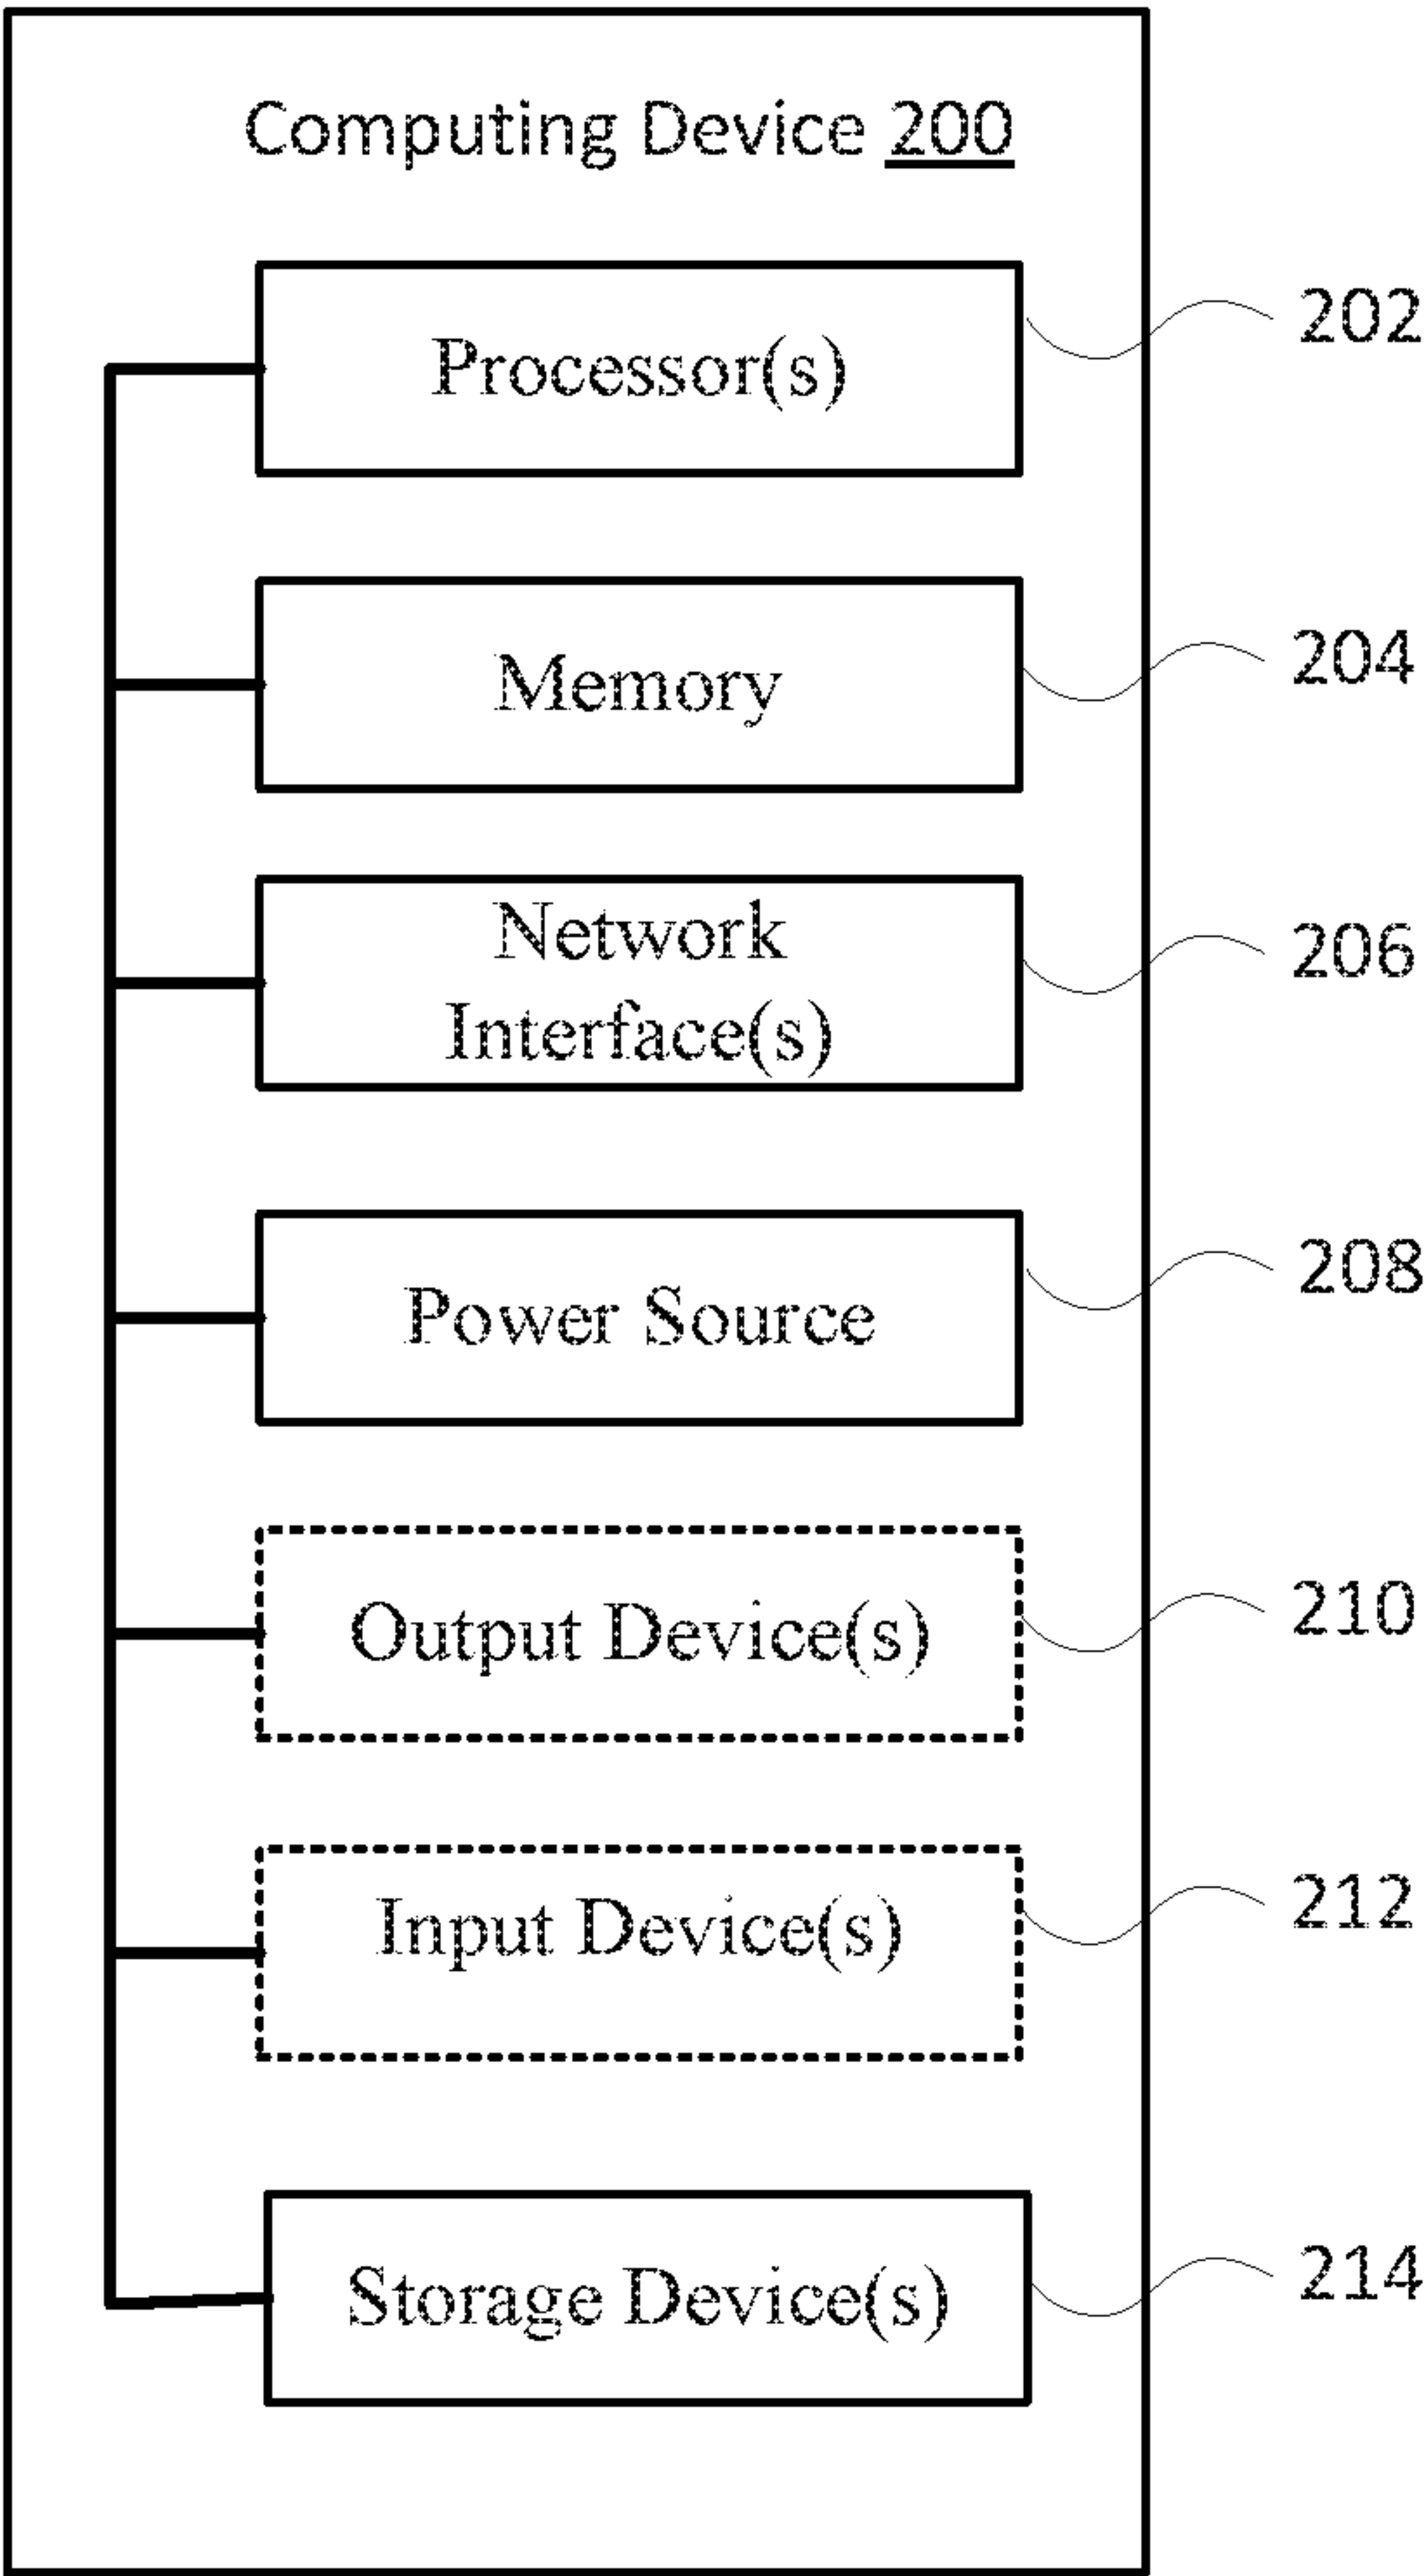 Computing Device 200
Processor(s)
202
Memory
204
Network
Interface(s)
206
Power Source
208
Output Device(s)
210
Input Device(s)
212
Storage Device(s)
214